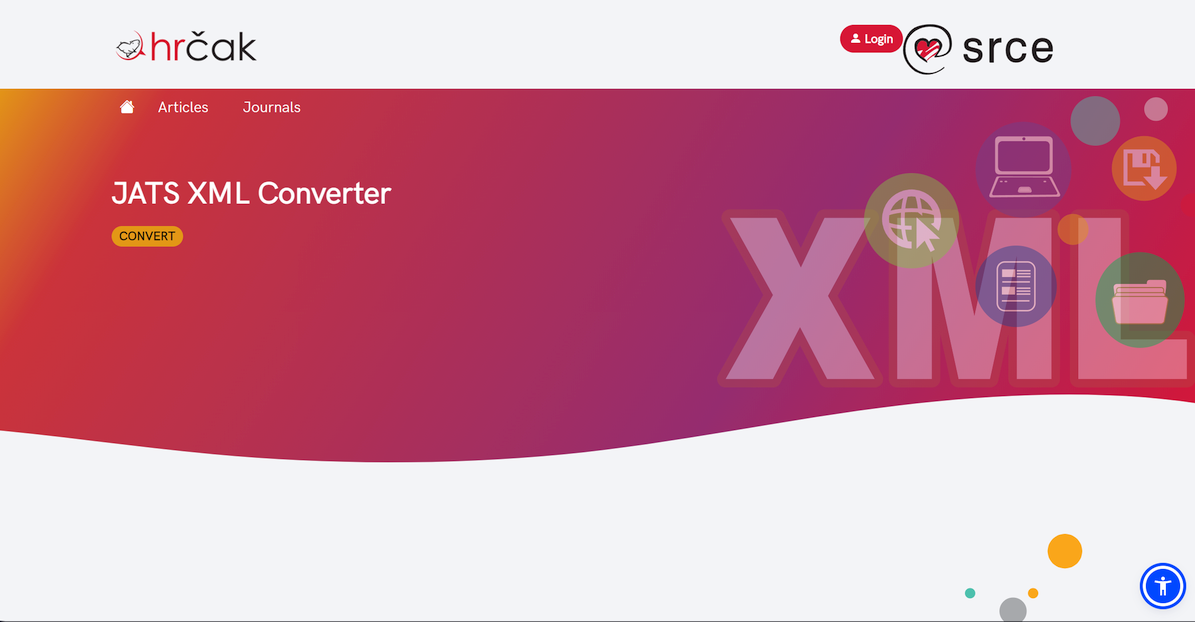 hrčak
Login
srce
Articles
Journals
JATS XML Converter
CONVERT
XML